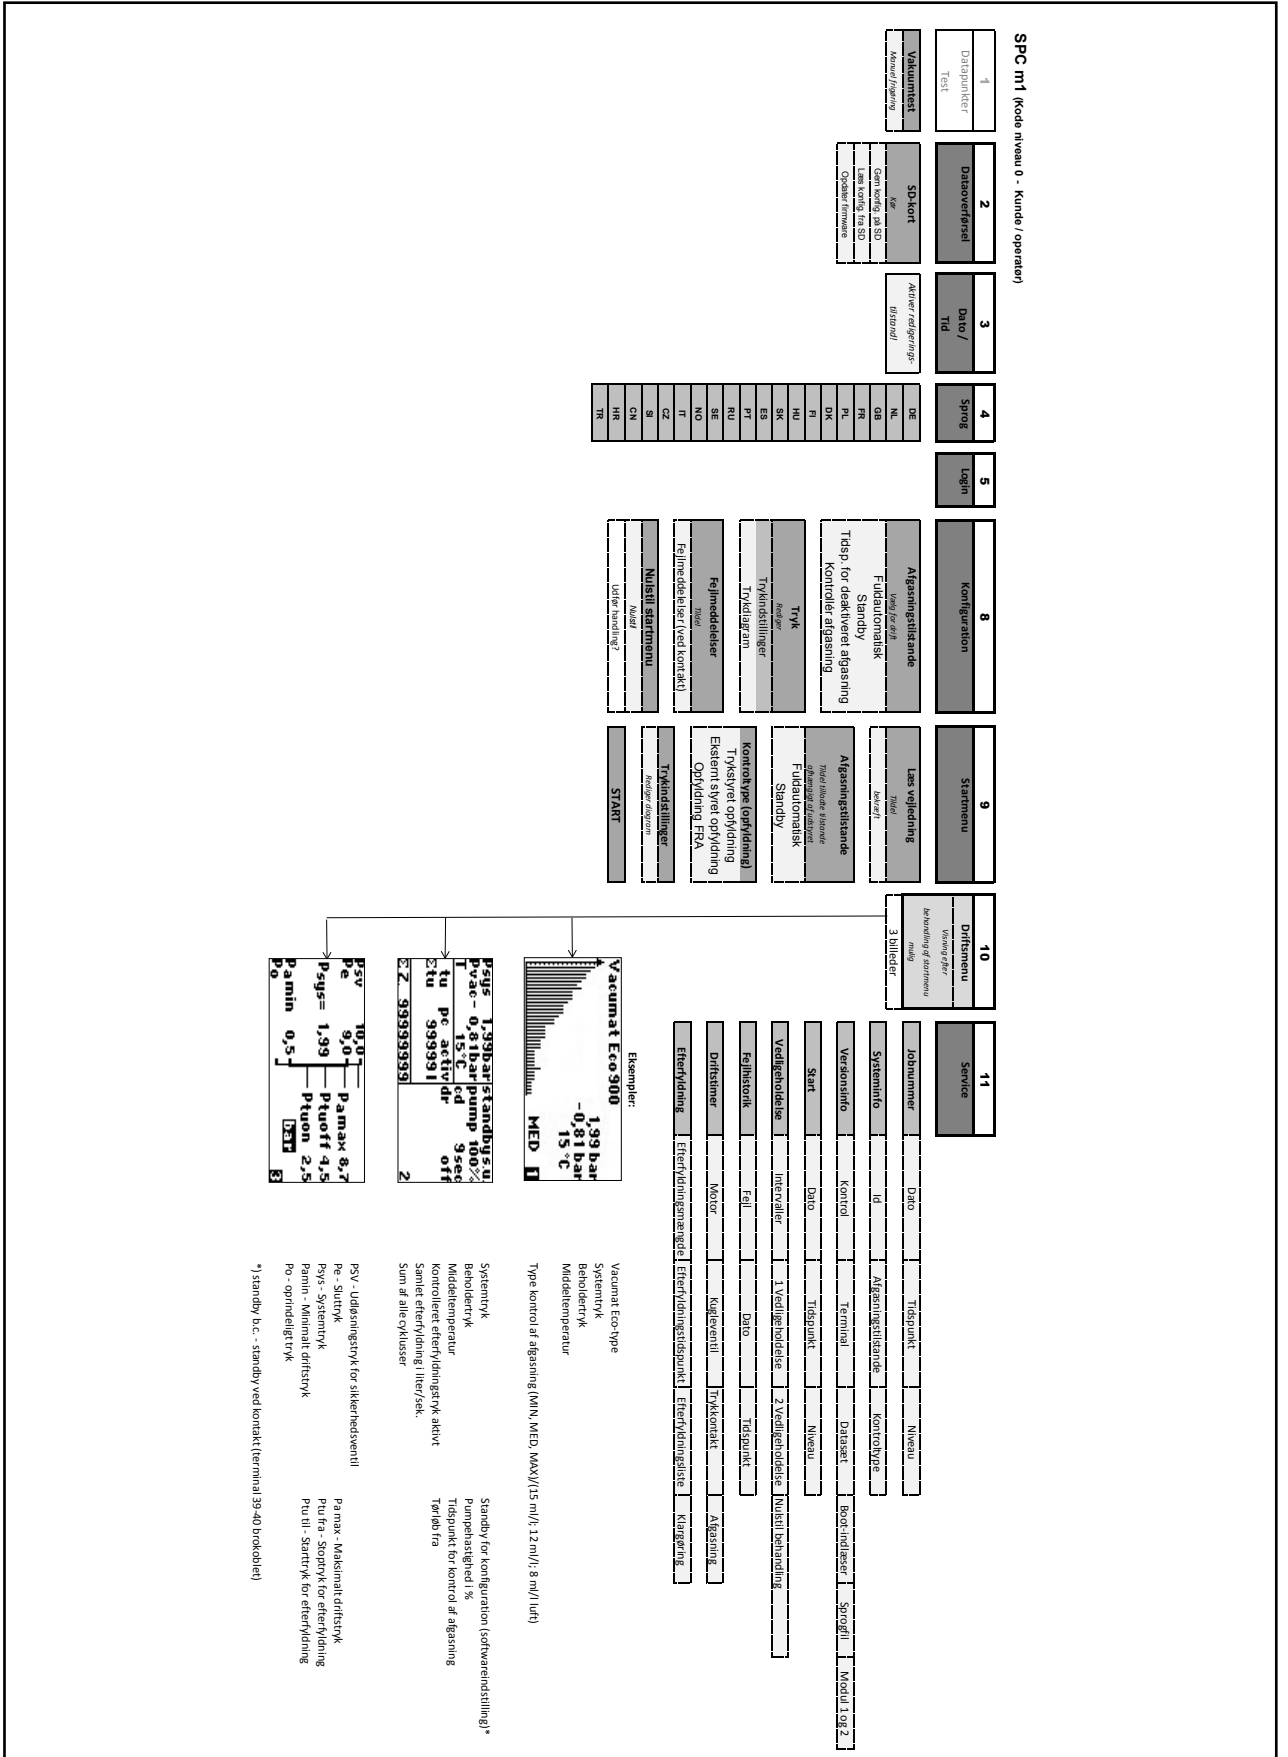 SPC m1 (Kode niveau 0 - Kunde / operatør)
1
Datapunkter
Test
Vakuumtest
Manuel frigøring
2
Dataoverførsel
SD-kort
Kør
Gem konfig. på SD
Læs konfig. fra SD
Opdater firmware
3
Dato /
Tid
Aktiver redigerings-
tilstand!
4
Sprog
DE
NL
GB
FR
PL
DK
FI
HU
SK
ES
PT
RU
SE
NO
IT
CZ
SI
CN
HR
TR
5
Login
8
Konfiguration
Afgasningstilstande
Vælg for drift
Fuldautomatisk
Standby
Tidsp. for deaktiveret afgasning
Kontrollér afgasning
Tryk
Rediger
Trykindstillinger
Trykdiagram
Fejlmeddelelser
Tildel
Fejlmeddelelser (ved kontakt)
Nulstil startmenu
Nulstil
Udfør handling?
9
Startmenu
Læs vejledning
Tildel
bekræft
Afgasningstilstande
Tildel tilladte tilstande
afhængigt af udstyret
Fuldautomatisk
Standby
Kontroltype (opfyldning)
Trykstyret opfyldning
Eksternt styret opfyldning
Opfyldning FRA
Trykindstillinger
Rediger diagram
START
10
Driftsmenu
Visning efter
behandling af startmenu
mulig
3 billeder
11
Service
Jobnummer Dato Tidspunkt Niveau
Systeminfo Id Afgasningstilstande Kontroltype
Versionsinfo Kontrol Terminal Datasæt Boot-indlæser Sprogfil Modul 1 og 2
Start Dato Tidspunkt Niveau
Vedligeholdelse Intervaller 1 Vedligeholdelse 2 Vedligeholdelse Nulstil behandling
Fejlhistorik Fejl Dato Tidspunkt
Driftstimer Motor Kugleventil Trykkontakt Afgasning
Efterfyldning Efterfyldningsmængde Efterfyldningstidspunkt Efterfyldningsliste Klargøring
Eksempler:
Vacumat Eco 900
1,99 bar
-0,81 bar
15 °C
MED 1
Vacumat Eco-type
Systemtryk
Beholdertryk
Middeltemperatur
Type kontrol af afgasning (MIN, MED, MAX)/(15 ml/l; 12 ml/l; 8 ml/l luft)
Psys 1,99bar standby s.u.
Pvac- 0,81bar pump 100%
T 15°C cd 9sec
tu pc activ dr off
Σtu 999999l
Σ.Z. 99999999 2
Systemtryk
Beholdertryk
Middeltemperatur
Kontrolleret efterfyldningstryk aktivt
Samlet efterfyldning i liter/sek.
Sum af alle cyklusser
Standby for konfiguration (softwareindstilling)*
Pumpehastighed i %
Tidspunkt for kontrol af afgasning
Tørløb fra
Psv 10,0
Pe 9,0 Pa max 8,7
Psys= 1,99 Ptuoff 4,5
Ptuon 2,5
Pa min 0,5 bar
Po 3
PSV - Udløsningstryk for sikkerhedsventil
Pe - Sluttryk
Psys - Systemtryk
Pamin - Minimalt driftstryk
Po - oprindeligt tryk
Pa max - Maksimalt driftstryk
Ptu fra - Stoptryk for efterfyldning
Ptu til - Starttryk for efterfyldning
*) standby b.c. - standby ved kontakt (terminal 39-40 brokoblet)